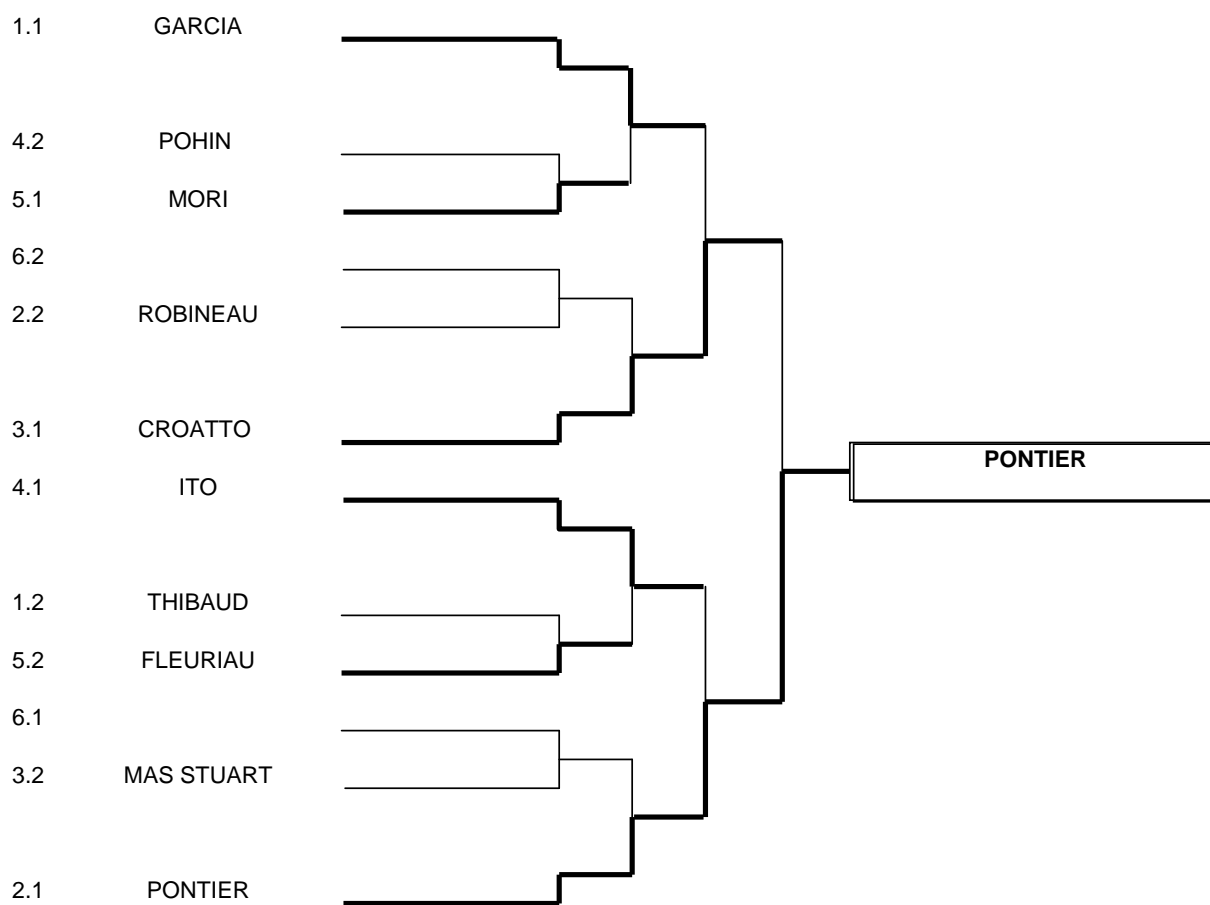 1.1 GARCIA
4.2 POHIN
5.1 MORI
6.2
2.2 ROBINEAU
3.1 CROATTO
PONTIER
4.1 ITO
1.2 THIBAUD
5.2 FLEURIAU
6.1
3.2 MAS STUART
2.1 PONTIER